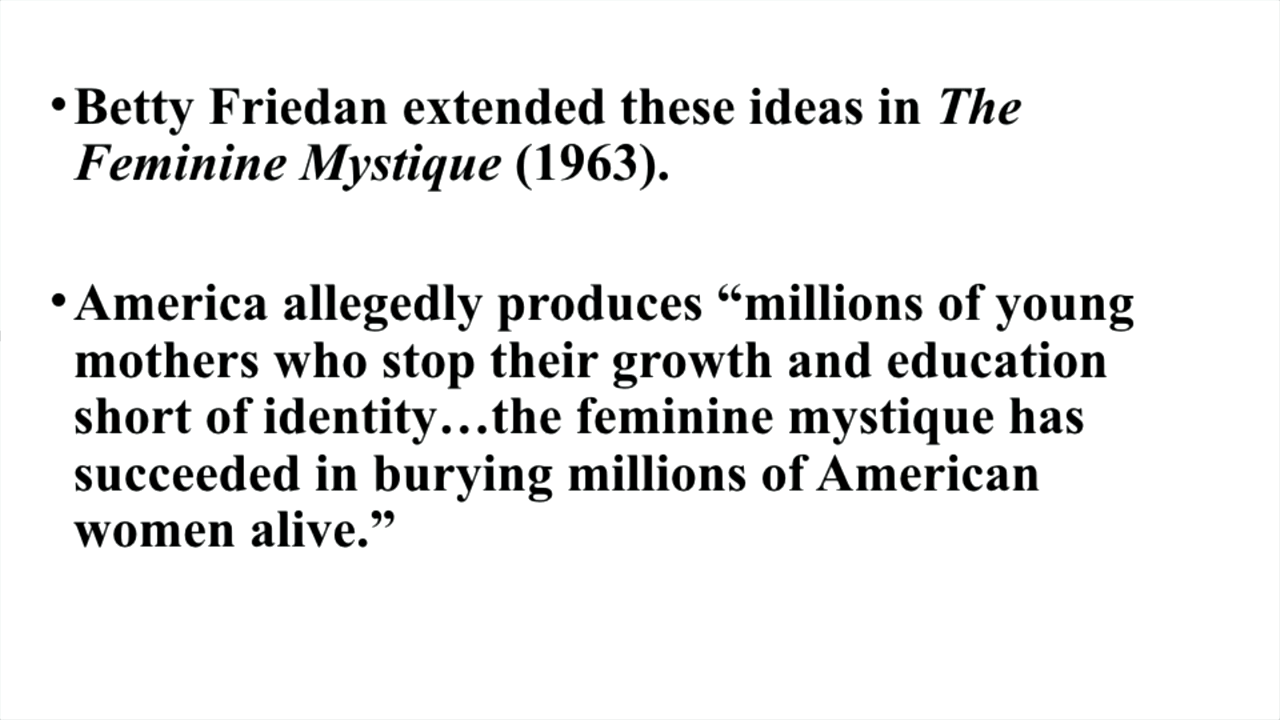 •Betty Friedan extended these ideas in The
Feminine Mystique (1963).
•America allegedly produces “millions of young
mothers who stop their growth and education
short of identity…the feminine mystique has
succeeded in burying millions of American
women alive.”